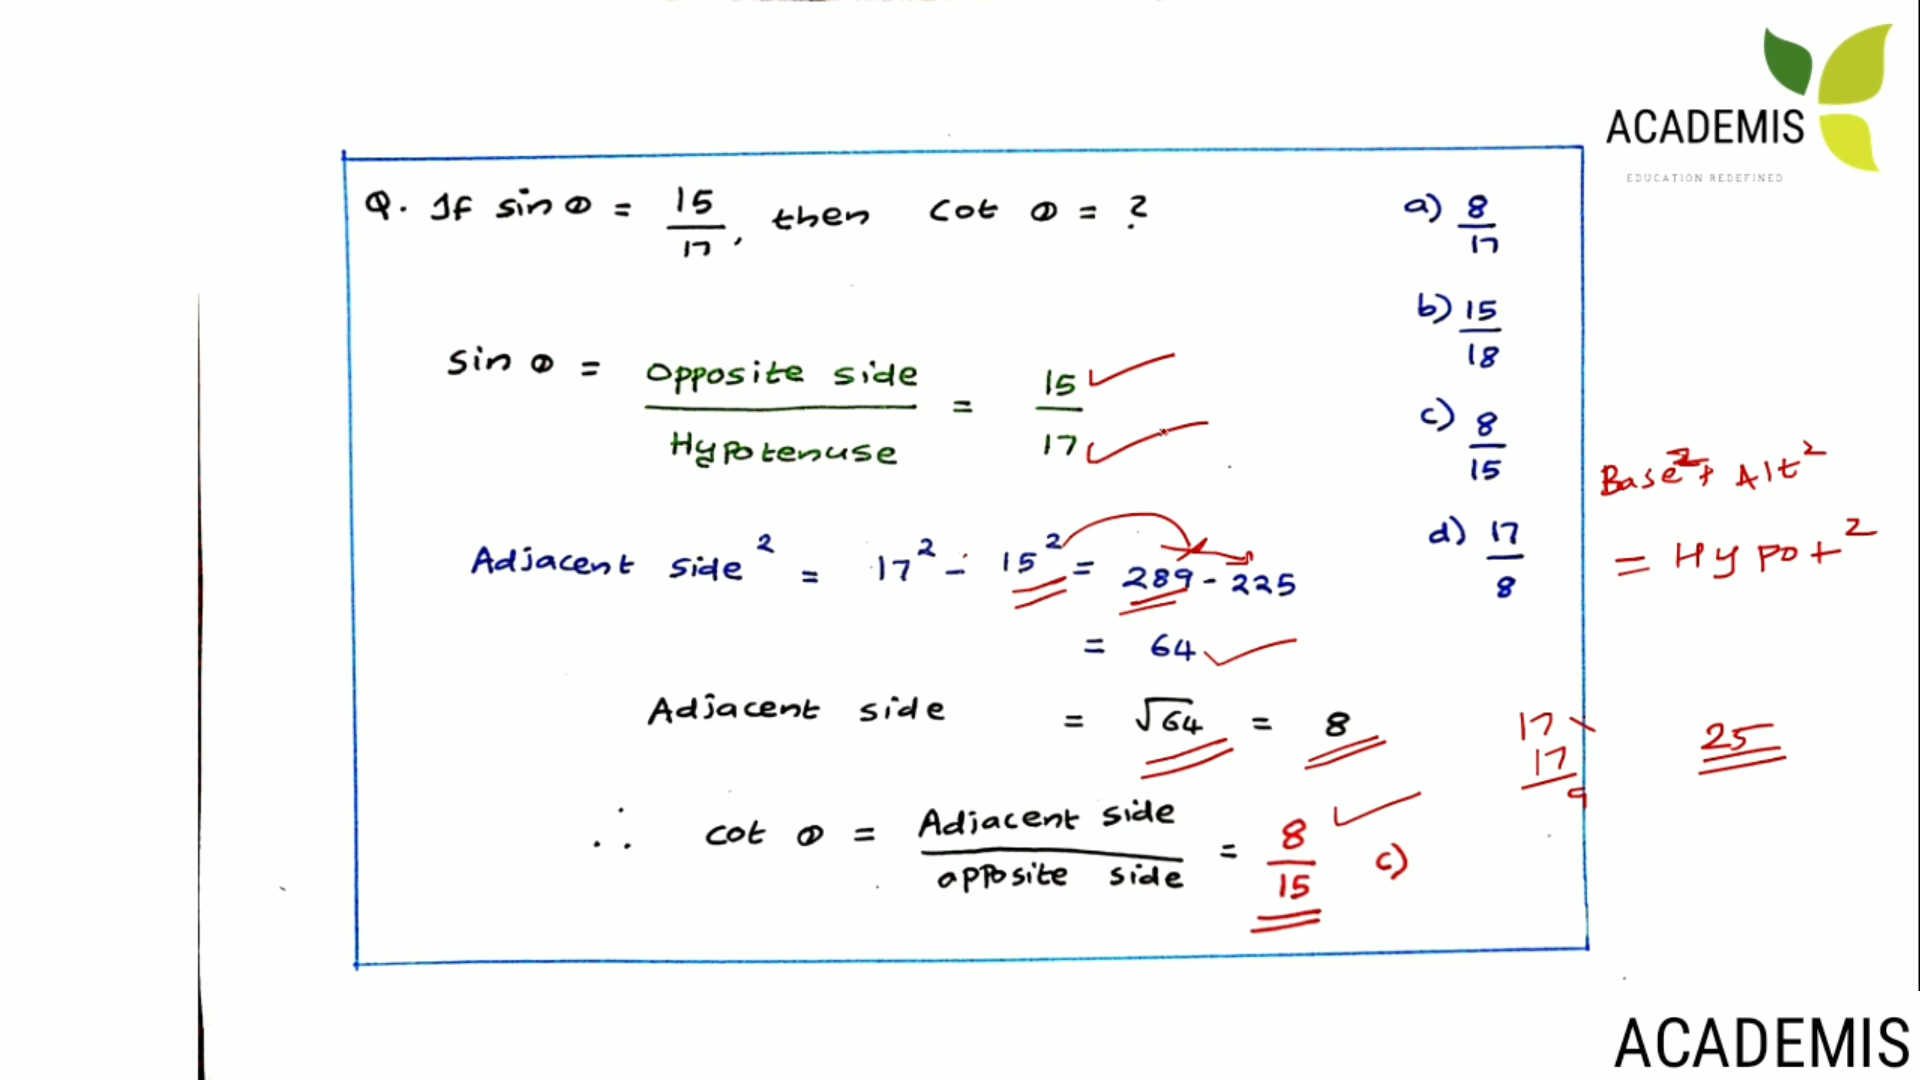 ACADEMIS
EDUCATION REDEFINED
Q. If sin θ = 15/17, then cot θ = ?
a) 8/17
b) 15/18
c) 8/15
d) 17/8
sin θ = Opposite side / Hypotenuse = 15/17
Adjacent side² = 17² - 15² = 289 - 225
= 64
Adjacent side = √64 = 8
∴ cot θ = Adjacent side / opposite side = 8/15 c)
Base² + Alt²
= Hypot²
17
17
9
25
ACADEMIS